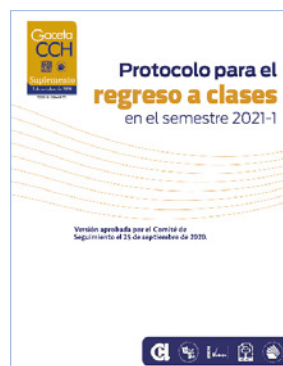 Gaceta
CCH
Suplemento
Protocolo para el
regreso a clases
en el semestre 2021-1
Versión aprobada por el Comité de
Seguimiento el 25 de septiembre de 2020.